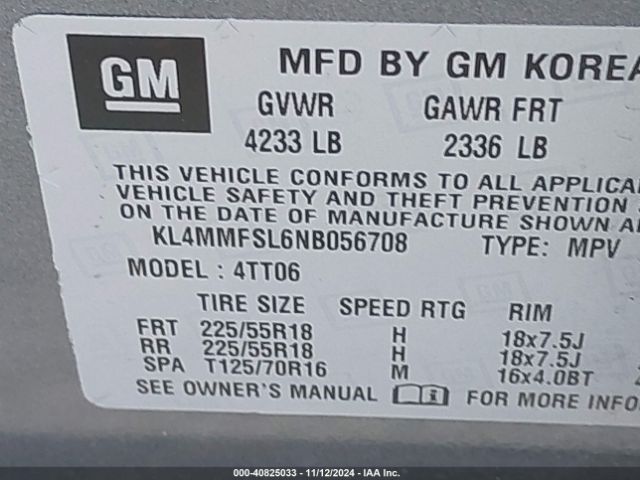 GM
MFD BY GM KOREA
GVWR GAWR FRT
4233 LB 2336 LB
THIS VEHICLE CONFORMS TO ALL
VEHICLE SAFETY AND THEFT PREVENTION
ON THE DATE OF MANUFACTURE SHOWN
KL4MMFSL6NB056708 TYPE: MPV
MODEL : 4TT06
TIRE SIZE SPEED RTG RIM
FRT 225/55R18 H 18x7.5J
RR 225/55R18 H 18x7.5J
SPA T125/70R16 M 16x4.0BT
SEE OWNER'S MANUAL FOR MORE
000-40825033 - 11/12/2024 - IAA Inc.